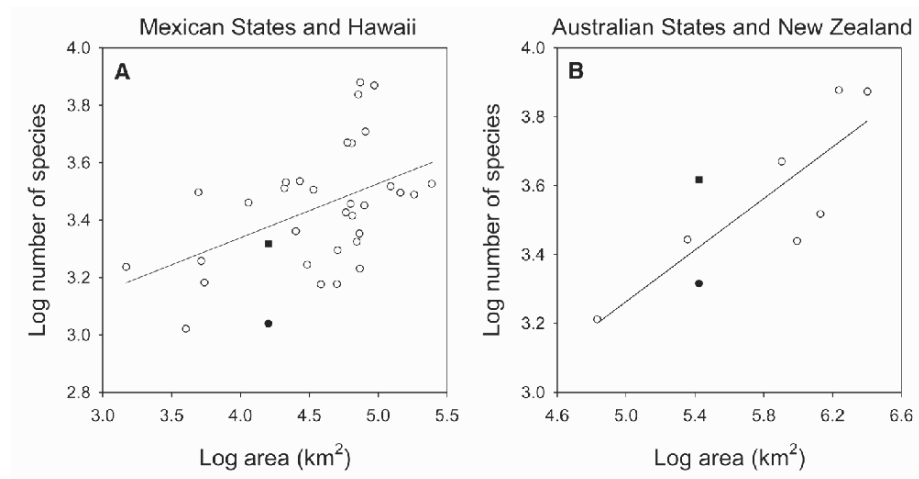 Mexican States and Hawaii
A
4.0
3.8
3.6
3.4
3.2
3.0
2.8
Log number of species
3.0 3.5 4.0 4.5 5.0 5.5
Log area (km²)
Australian States and New Zealand
B
4.0
3.8
3.6
3.4
3.2
3.0
Log number of species
4.6 5.0 5.4 5.8 6.2 6.6
Log area (km²)